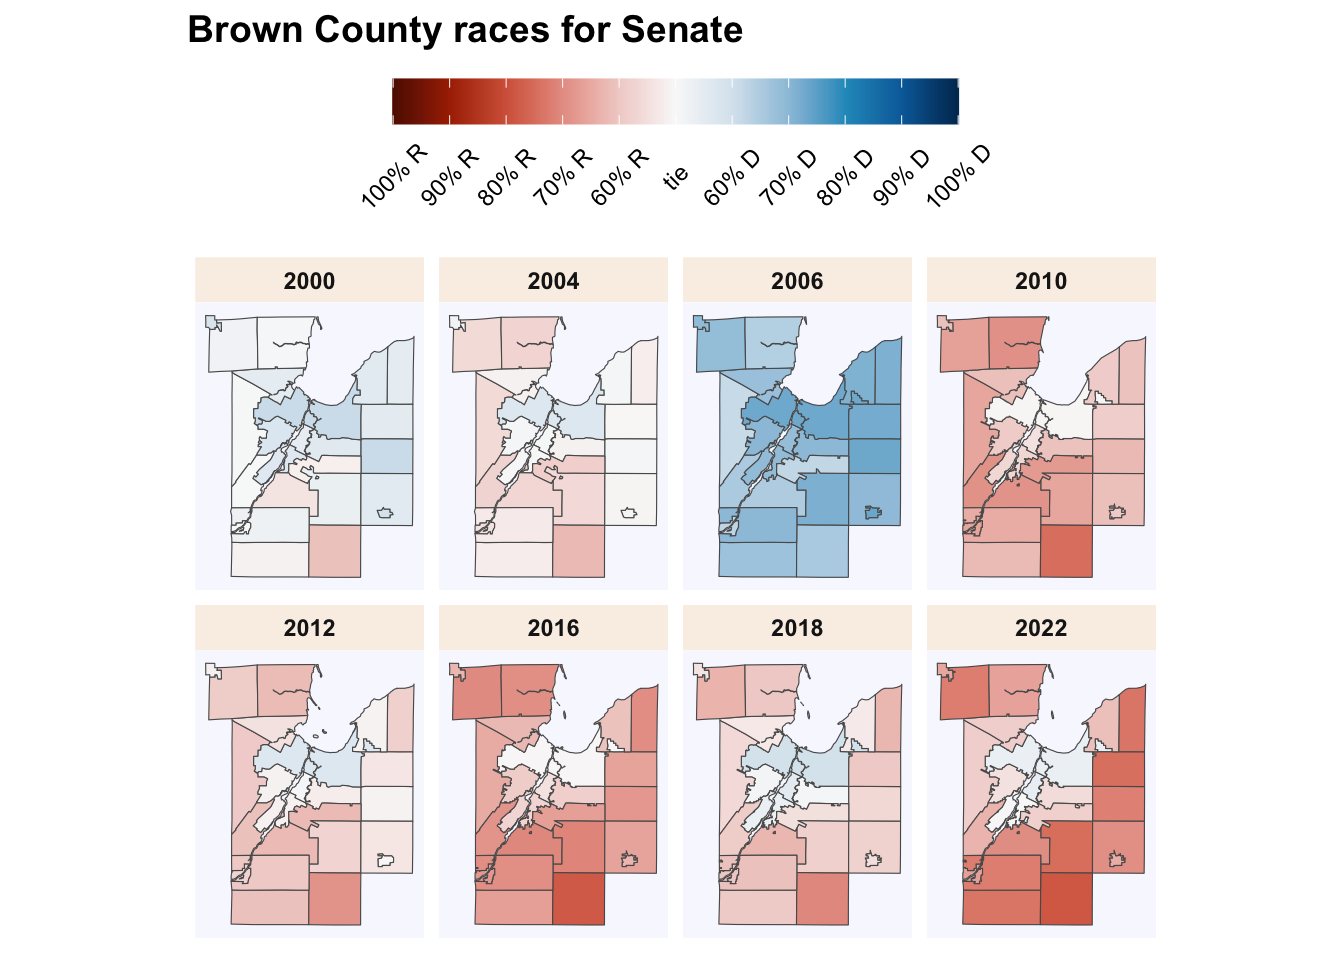 Brown County races for Senate
100% R
90% R
80% R
70% R
60% R
tie
60% D
70% D
80% D
90% D
100% D
2000
2004
2006
2010
2012
2016
2018
2022